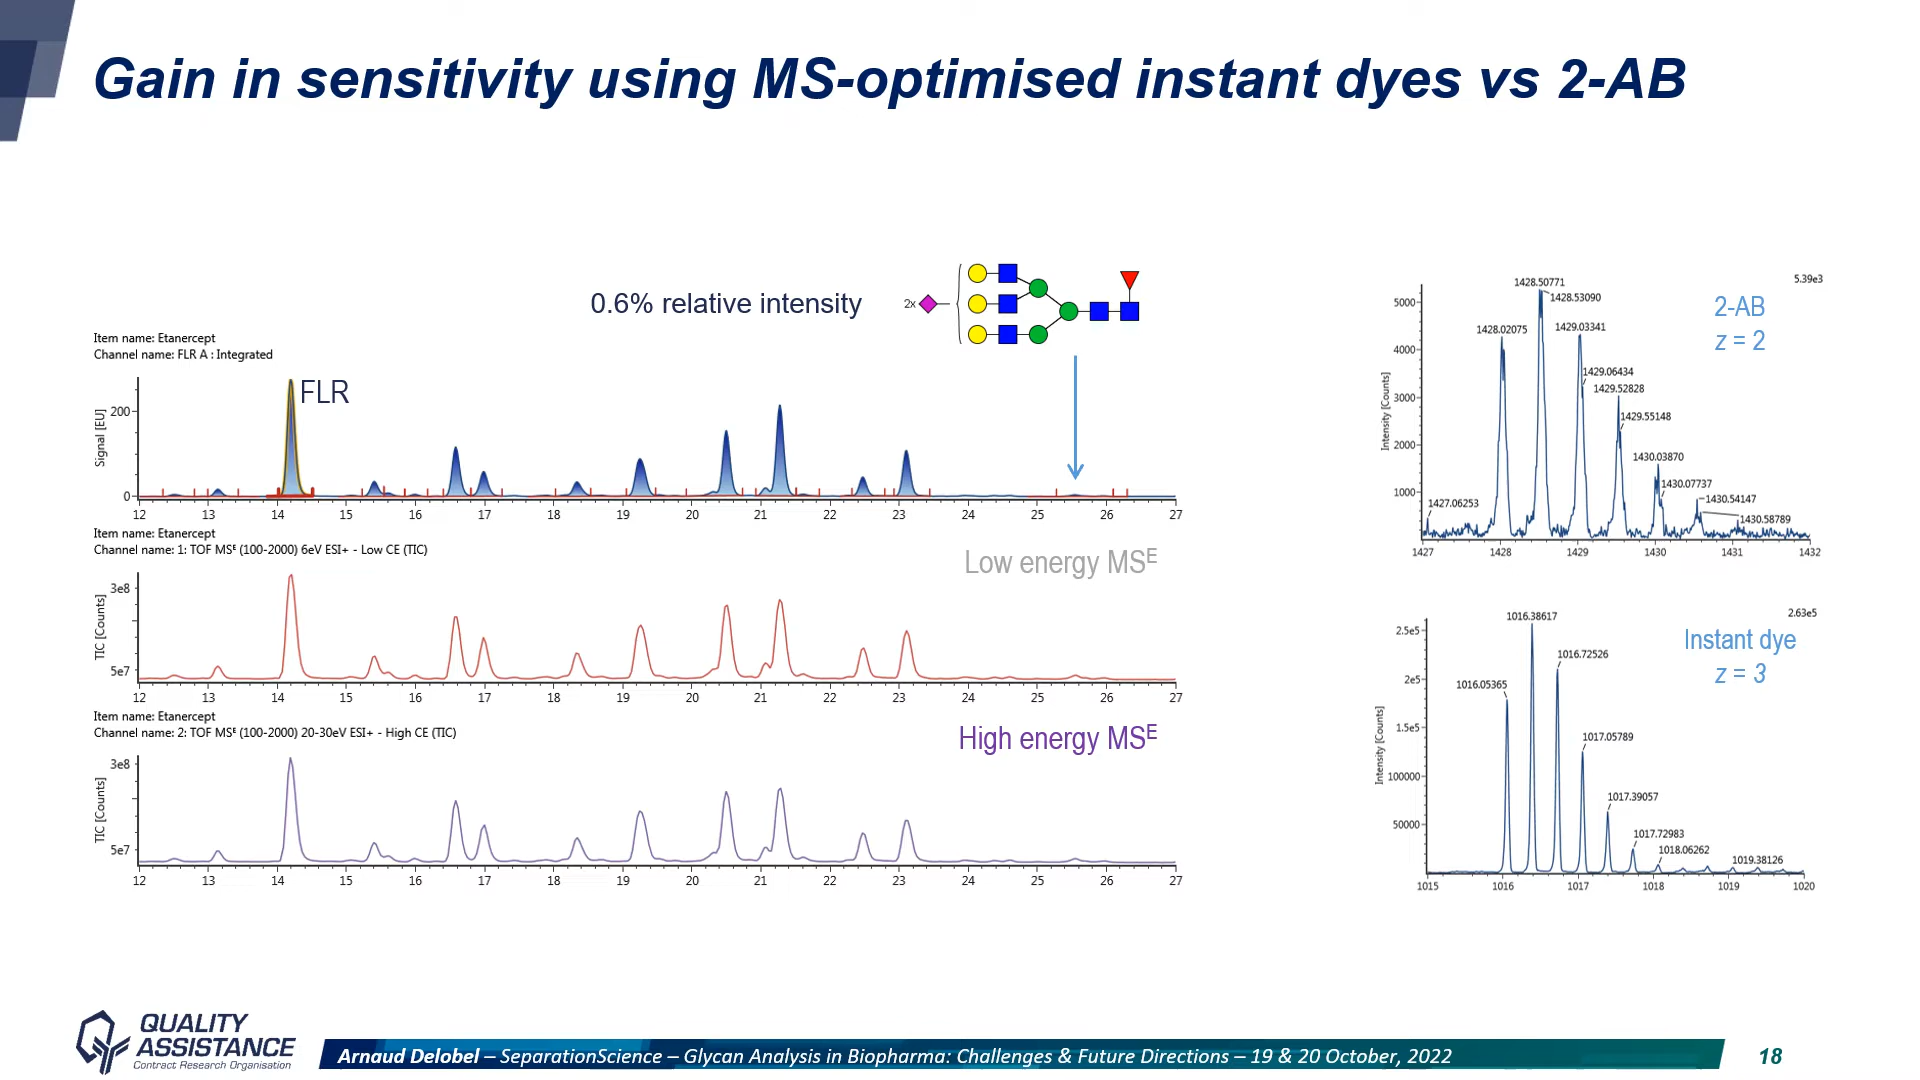 Gain in sensitivity using MS-optimised instant dyes vs 2-AB
0.6% relative intensity
2x
Item name: Etanercept
Channel name: FLR A : Integrated
FLR
Signal [EU]
200
0
12 13 14 15 16 17 18 19 20 21 22 23 24 25 26 27
Item name: Etanercept
Channel name: 1: TOF MSᴱ (100-2000) 6eV ESI+ - Low CE (TIC)
Low energy MSᴱ
TIC [Counts]
3e8
5e7
12 13 14 15 16 17 18 19 20 21 22 23 24 25 26 27
Item name: Etanercept
Channel name: 2: TOF MSᴱ (100-2000) 20-30eV ESI+ - High CE (TIC)
High energy MSᴱ
TIC [Counts]
3e8
5e7
12 13 14 15 16 17 18 19 20 21 22 23 24 25 26 27
5.39e3
2-AB
z = 2
Intensity [Counts]
5000
4000
3000
2000
1000
1428.50771
1428.53090
1428.02075
1429.03341
1429.06434
1429.52828
1429.55148
1430.03870
1430.07737
1427.06253
1430.54147
1430.58789
1427 1428 1429 1430 1431 1432
2.63e5
Instant dye
z = 3
Intensity [Counts]
2.5e5
2e5
1.5e5
100000
50000
1016.38617
1016.72526
1016.05365
1017.05789
1017.39057
1017.72983
1018.06262
1019.38126
1015 1016 1017 1018 1019 1020
QUALITY
ASSISTANCE
Contract Research Organisation
Arnaud Delobel – SeparationScience – Glycan Analysis in Biopharma: Challenges & Future Directions – 19 & 20 October, 2022
18